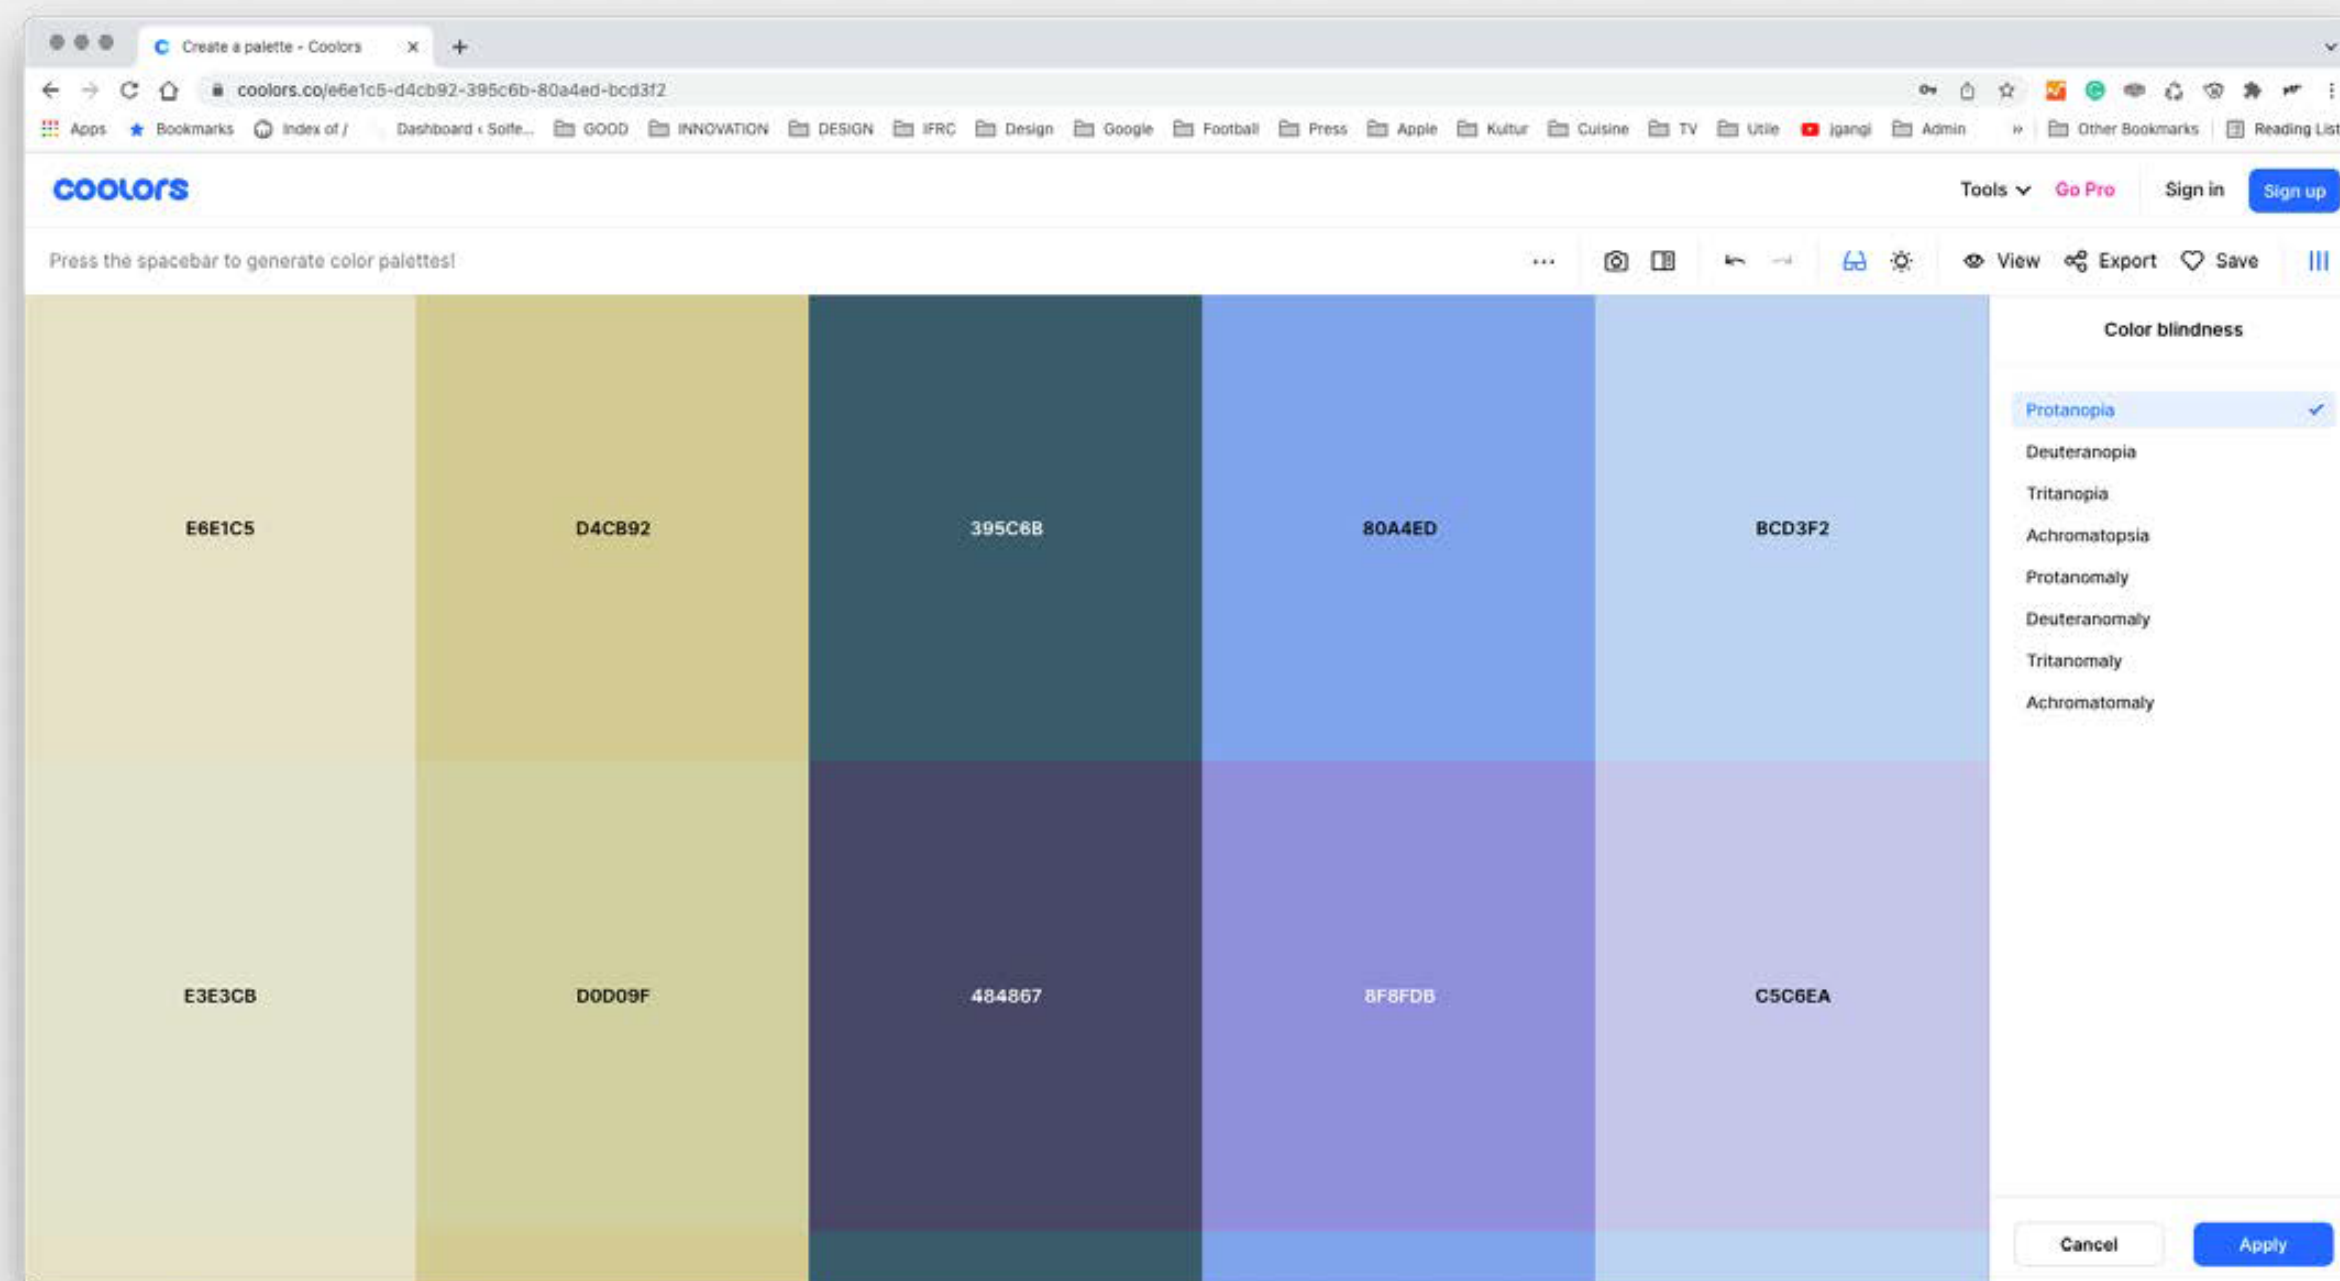 Create a palette - Coolors
coolors.co/e6e1c5-d4cb92-395c6b-80a4ed-bcd3f2
Apps Bookmarks Index of / Dashboard ‹ Solfe... GOOD INNOVATION DESIGN IFRC Design Google Football Press Apple Kultur Cuisine TV Utile jgangi Admin » Other Bookmarks Reading List
coolors Tools Go Pro Sign in Sign up
Press the spacebar to generate color palettes! ... View Export Save
Color blindness
Protanopia
Deuteranopia
Tritanopia
Achromatopsia
Protanomaly
Deuteranomaly
Tritanomaly
Achromatomaly
E6E1C5 D4CB92 395C6B 80A4ED BCD3F2
E3E3CB D0D09F 484867 8F8FDB C5C6EA
Cancel Apply